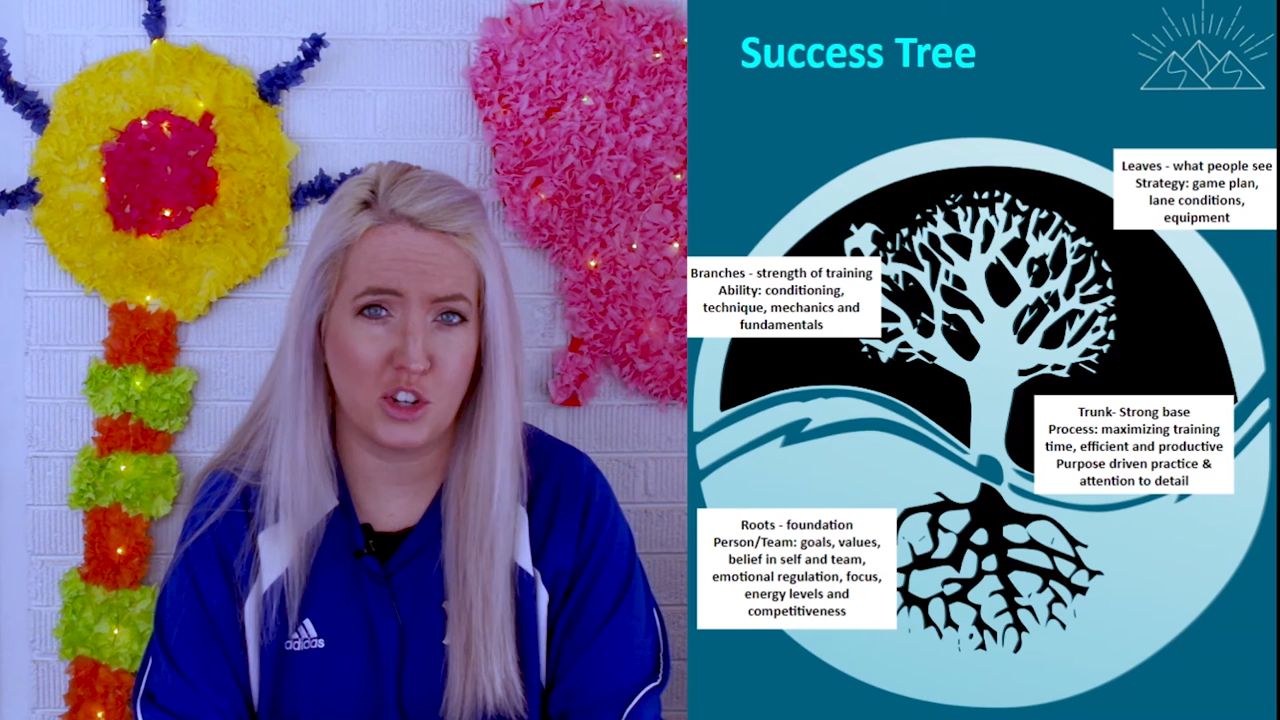 Success Tree
Leaves - what people see
Strategy: game plan,
lane conditions,
equipment
Branches - strength of training
Ability: conditioning,
technique, mechanics and
fundamentals
Trunk- Strong base
Process: maximizing training
time, efficient and productive
Purpose driven practice &
attention to detail
Roots - foundation
Person/Team: goals, values,
belief in self and team,
emotional regulation, focus,
energy levels and
competitiveness
adidas